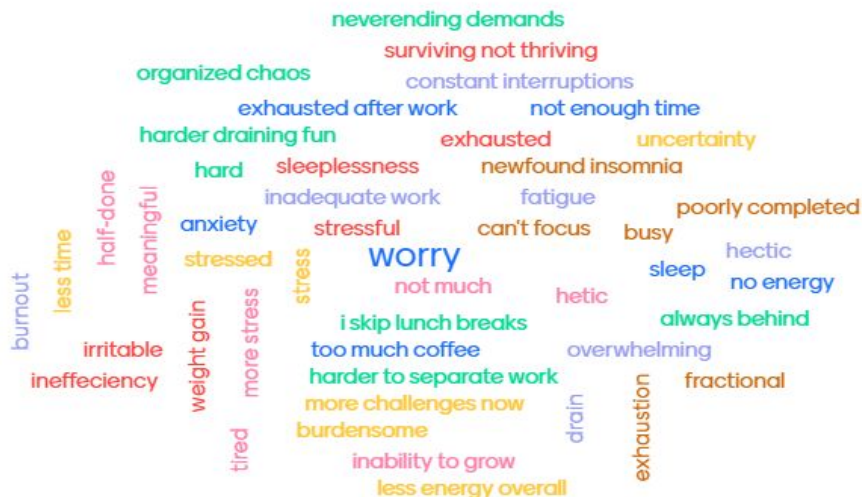 neverending demands
surviving not thriving
organized chaos
constant interruptions
exhausted after work
not enough time
harder draining fun
exhausted
uncertainty
hard
sleeplessness
newfound insomnia
inadequate work
fatigue
poorly completed
half-done
meaningful
anxiety
stressful
can't focus
busy
less time
stressed
stress
worry
hectic
sleep
no energy
burnout
not much
hetic
more stress
weight gain
i skip lunch breaks
always behind
irritable
too much coffee
overwhelming
ineffeciency
harder to separate work
fractional
more challenges now
drain
exhaustion
burdensome
tired
inability to grow
less energy overall